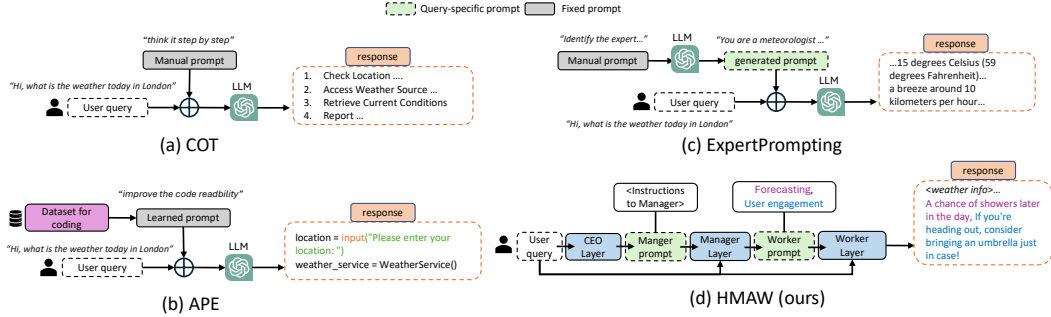 Query-specific prompt
Fixed prompt
"think it step by step"
Manual prompt
"Hi, what is the weather today in London"
User query
LLM
response
1. Check Location ....
2. Access Weather Source ...
3. Retrieve Current Conditions
4. Report ...
(a) COT
"Identify the expert..."
Manual prompt
LLM
"You are a meteorologist ..."
generated prompt
LLM
User query
"Hi, what is the weather today in London"
response
...15 degrees Celsius (59
degrees Fahrenheit)...
a breeze around 10
kilometers per hour...
(c) ExpertPrompting
"improve the code readbility"
Dataset for
coding
Learned prompt
"Hi, what is the weather today in London"
User query
LLM
response
location = input("Please enter your
location: ")
weather_service = WeatherService()
(b) APE
<Instructions
to Manager>
Forecasting,
User engagement
User
query
CEO
Layer
Manger
prompt
Manager
Layer
Worker
prompt
Worker
Layer
response
<weather info>...
A chance of showers later
in the day, If you're
heading out, consider
bringing an umbrella just
in case!
(d) HMAW (ours)